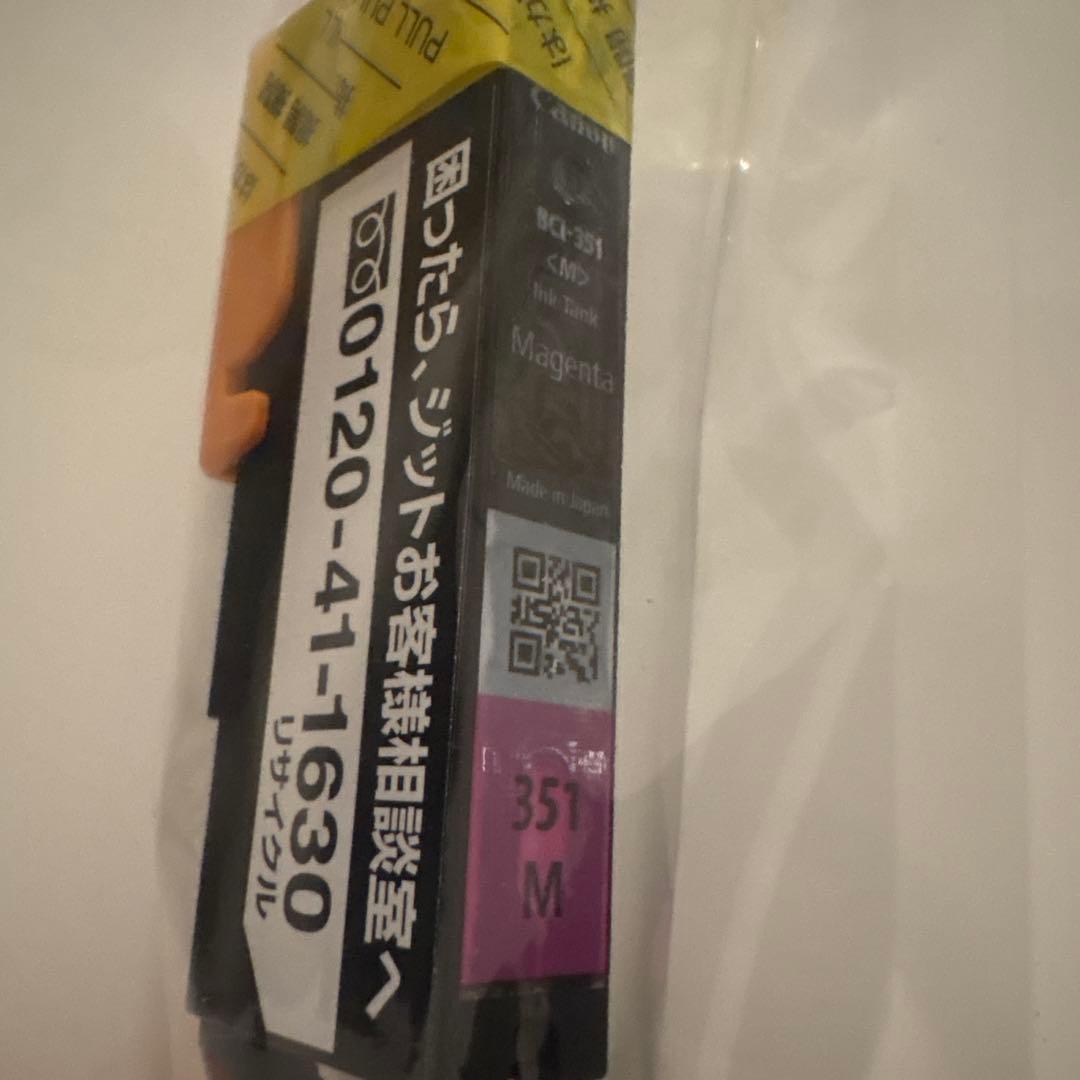 PULL
困ったら、ジットお客様相談室へ
0120-41-1630
リサイクル
Canon
BCI-351
<M>
Ink Tank
Magenta
Made in Japan
351
M